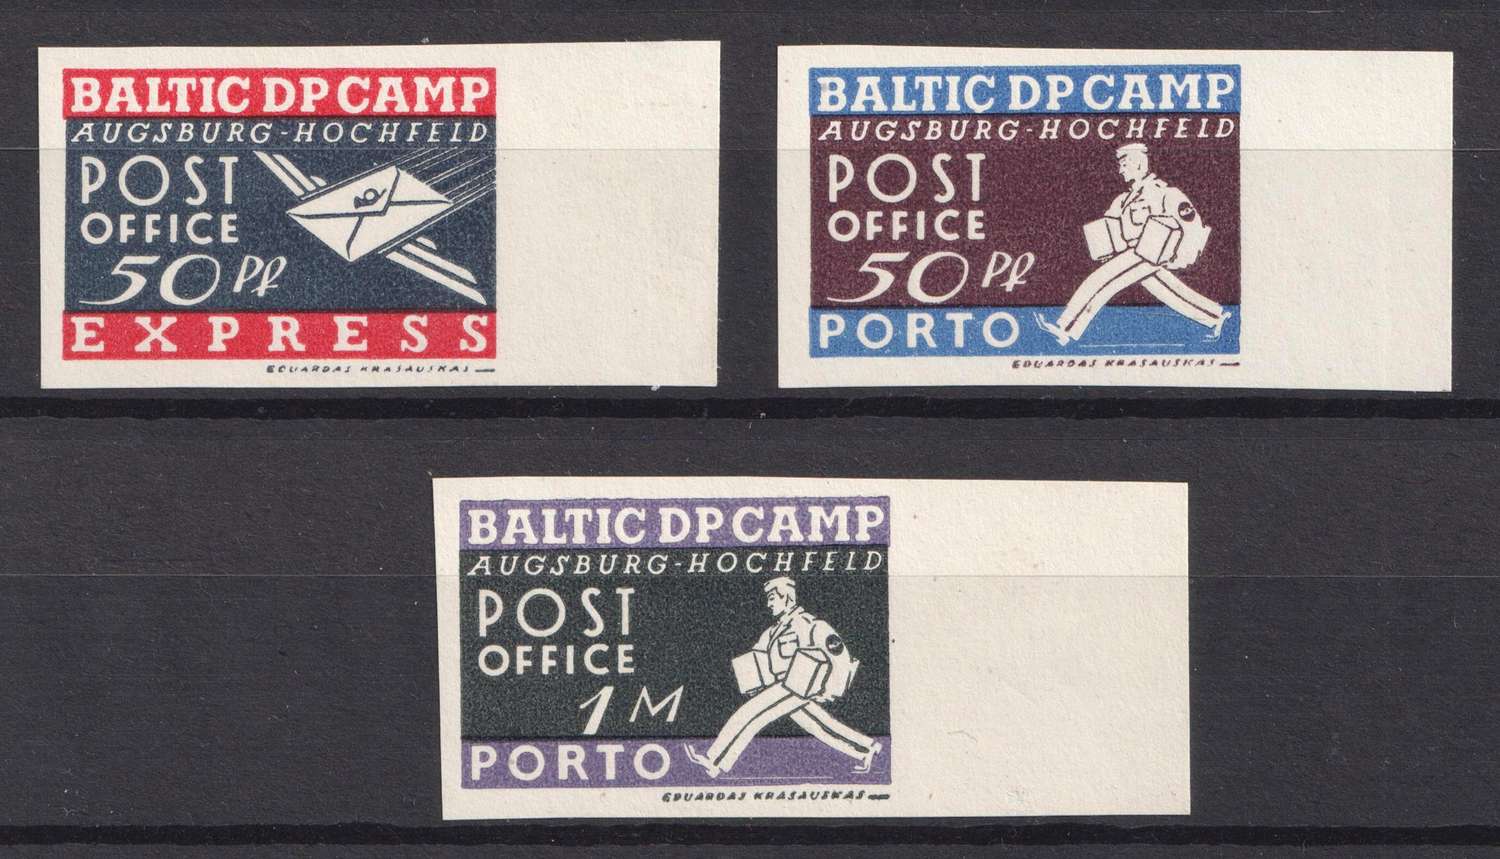 BALTIC DP CAMP
AUGSBURG-HOCHFELD
POST
OFFICE
50 Pf
EXPRESS
EDUARDAS KRASAUSKAS
BALTIC DP CAMP
AUGSBURG-HOCHFELD
POST
OFFICE
50 Pf
PORTO
EDUARDAS KRASAUSKAS
BALTIC DP CAMP
AUGSBURG-HOCHFELD
POST
OFFICE
1 M
PORTO
EDUARDAS KRASAUSKAS